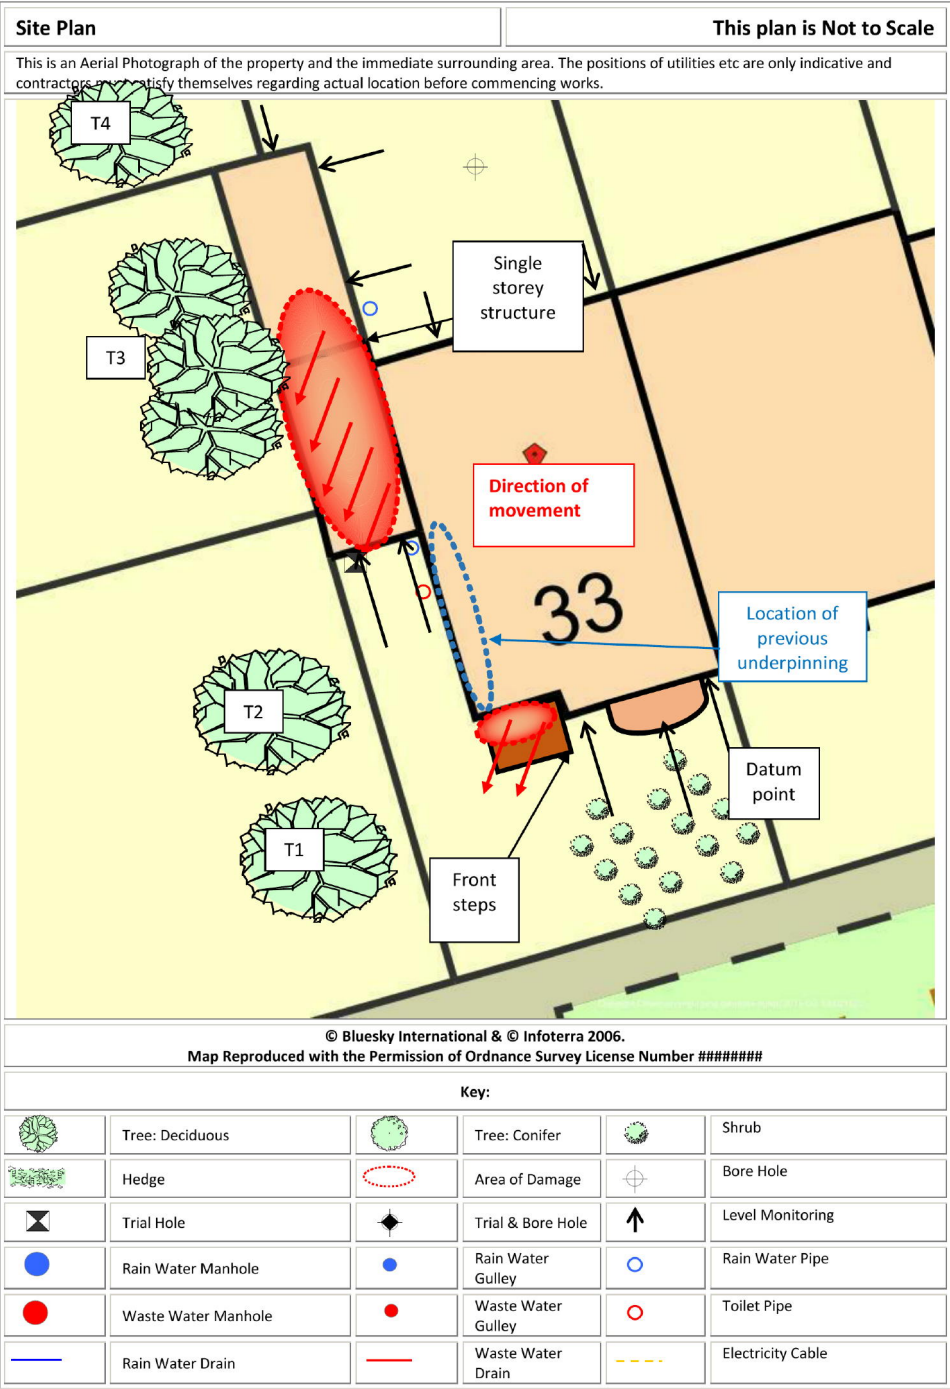 Site Plan
This plan is Not to Scale
This is an Aerial Photograph of the property and the immediate surrounding area. The positions of utilities etc are only indicative and
contractors must satisfy themselves regarding actual location before commencing works.
T4
Single
storey
structure
T3
Direction of
movement
33
Location of
previous
underpinning
T2
Datum
point
T1
Front
steps
© Bluesky International & © Infoterra 2006.
Map Reproduced with the Permission of Ordnance Survey License Number ########
Key:
Tree: Deciduous
Tree: Conifer
Shrub
Hedge
Area of Damage
Bore Hole
Trial Hole
Trial & Bore Hole
Level Monitoring
Rain Water Manhole
Rain Water
Gulley
Rain Water Pipe
Waste Water Manhole
Waste Water
Gulley
Toilet Pipe
Rain Water Drain
Waste Water
Drain
Electricity Cable